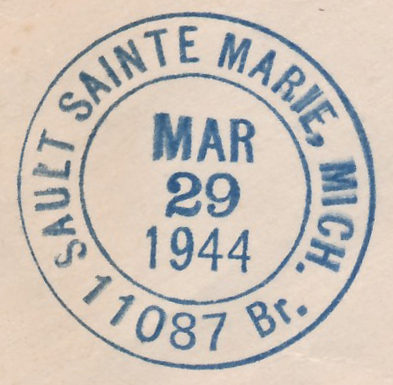 SAULT SAINTE MARIE, MICH.
MAR
29
1944
11087 Br.